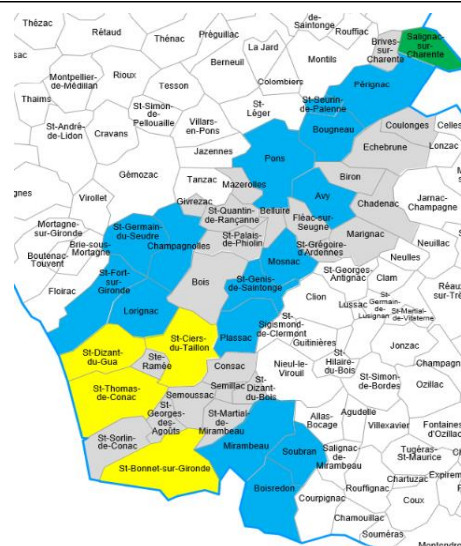 Thézac
Rétaud
Thénac
Préguillac
de-
Saintonge
Rouffiac
La Jard
Brives-
sur-
Charente
Salignac-
sur-
Charente
sac
Rioux
Berneuil
Montils
Montpellier-
de-Médillan
Tesson
Colombiers
Pérignac
Thaims
St-Simon-
de-
Pellouaille
St-
Léger
St-Seurin-
de-Palenne
St-André-
de-Lidon
Cravans
Villars-
en-Pons
Bougneau
Coulonges
Celles
Echebrune
Lonzac
Jazennes
Pons
Gémozac
Tanzac
Biron
gnes
Mazerolles
Virollet
Givrezac
Avy
Chadenac
Jarnac-
Champagne
St-Quantin-
de-Rançanne
Belluire
Fléac-sur-
Seugne
Mortagne-
sur-Gironde
St-Germain-
du-Seudre
St-Palais-
de-Phiolin
Marignac
Brie-sous-
Mortagne
Champagnolles
St-Grégoire-
d'Ardennes
Neuillac
Boutenac-
Touvent
Mosnac
Neulles
St-Fort-
sur-
Gironde
Bois
St-Genis-
de-Saintonge
St-Georges-
Antignac
Clam
Floirac
Réaux-
sur-Tr
Clion
Lussac
St-
Germain-
de-
Lusignan
St-Martial-
de-Vitaterne
Lorignac
St-
Sigismond-
de-Clermont
St-Ciers-
du-Taillon
Plassac
Guitinières
Jonzac
St-Dizant-
du-Gua
Ste-
Ramée
Consac
Nieul-le-
Virouil
St-
Hilaire-
du-Bois
Champagn
St-Simon-
de-Bordes
St-Thomas-
de-Conac
Semillac
St-
Dizant-
du-Bois
Ozillac
Semoussac
St-
Georges-
des-
Agoûts
St-Martial-
de-
Mirambeau
Allas-
Bocage
Agudelle
Villexavier
Fontaines
d'Ozillac
St-Sorlin-
de-Conac
Mirambeau
Soubran
Salignac-
de-
Mirambeau
Tugéras-
St-Maurice
St-Bonnet-sur-Gironde
Chartuzac
Expirem
Boisredon
Rouffignac
Courpignac
Coux
Chamouillac
Souméras
Montendre